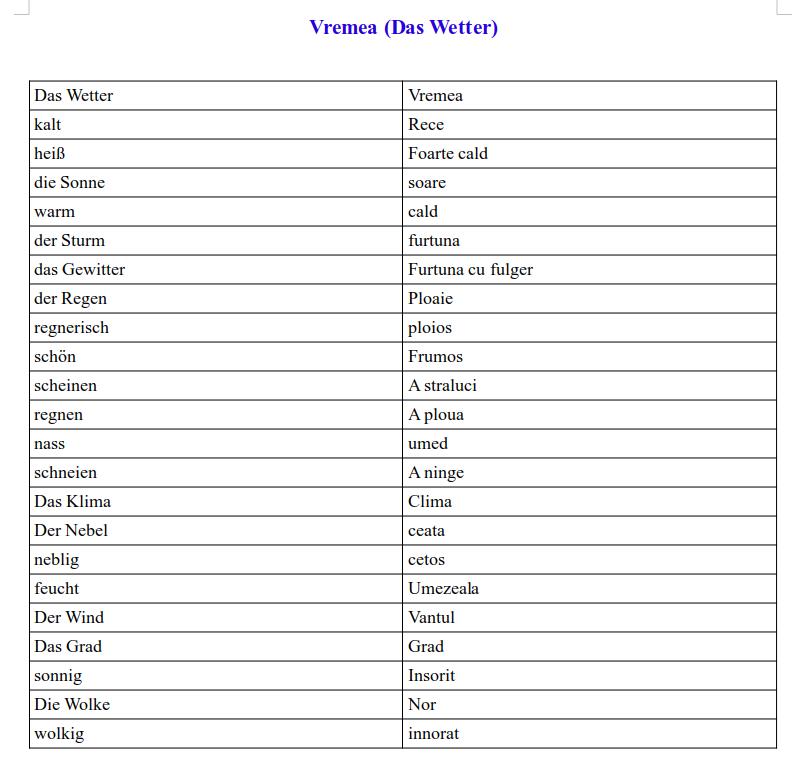 Vremea (Das Wetter)
Das Wetter Vremea
kalt Rece
heiß Foarte cald
die Sonne soare
warm cald
der Sturm furtuna
das Gewitter Furtuna cu fulger
der Regen Ploaie
regnerisch ploios
schön Frumos
scheinen A straluci
regnen A ploua
nass umed
schneien A ninge
Das Klima Clima
Der Nebel ceata
neblig cetos
feucht Umezeala
Der Wind Vantul
Das Grad Grad
sonnig Insorit
Die Wolke Nor
wolkig innorat